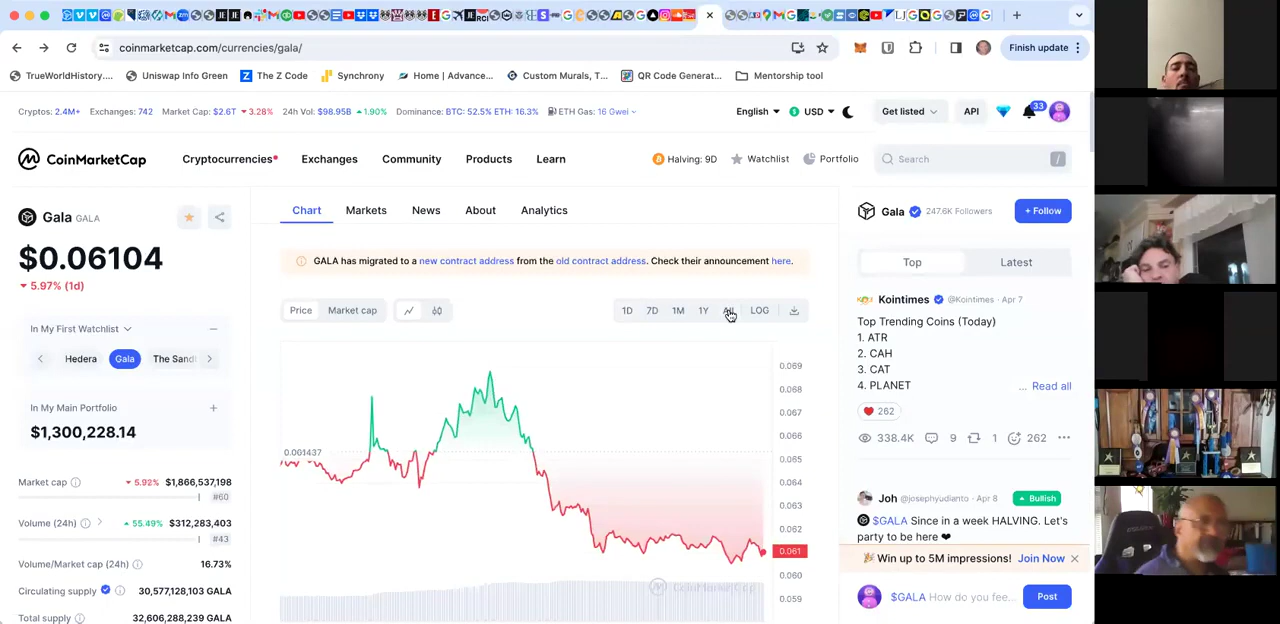 coinmarketcap.com/currencies/gala/
Finish update
TrueWorldHistory....
Uniswap Info Green
The Z Code
Synchrony
Home | Advance...
Custom Murals, T...
QR Code Generat...
Mentorship tool
Cryptos: 2.4M+ Exchanges: 742 Market Cap: $2.6T 3.28% 24h Vol: $98.95B 1.90% Dominance: BTC: 52.5% ETH: 16.3% ETH Gas: 16 Gwei
English
USD
Get listed
API
33
CoinMarketCap
Cryptocurrencies
Exchanges
Community
Products
Learn
Halving: 9D
Watchlist
Portfolio
Search
/
Gala GALA
$0.06104
5.97% (1d)
In My First Watchlist
Hedera
Gala
The Sand
In My Main Portfolio
+
$1,300,228.14
Market cap 5.92% $1,866,537,198
#60
Volume (24h) 55.49% $312,283,403
#43
Volume/Market cap (24h) 16.73%
Circulating supply 30,577,128,103 GALA
Total supply 32,606,288,239 GALA
Chart
Markets
News
About
Analytics
GALA has migrated to a new contract address from the old contract address. Check their announcement here.
Price
Market cap
1D
7D
1M
1Y
All
LOG
0.061437
0.069
0.068
0.067
0.066
0.065
0.064
0.063
0.062
0.061
0.060
0.059
CoinMarketCap
Gala 247.6K Followers
+ Follow
Top
Latest
Kointimes @Kointimes · Apr 7
Top Trending Coins (Today)
1. ATR
2. CAH
3. CAT
4. PLANET
... Read all
262
338.4K 9 1 262
Joh @josephyudianto · Apr 8
Bullish
$GALA Since in a week HALVING. Let's
party to be here
Win up to 5M impressions! Join Now
$GALA How do you fee...
Post